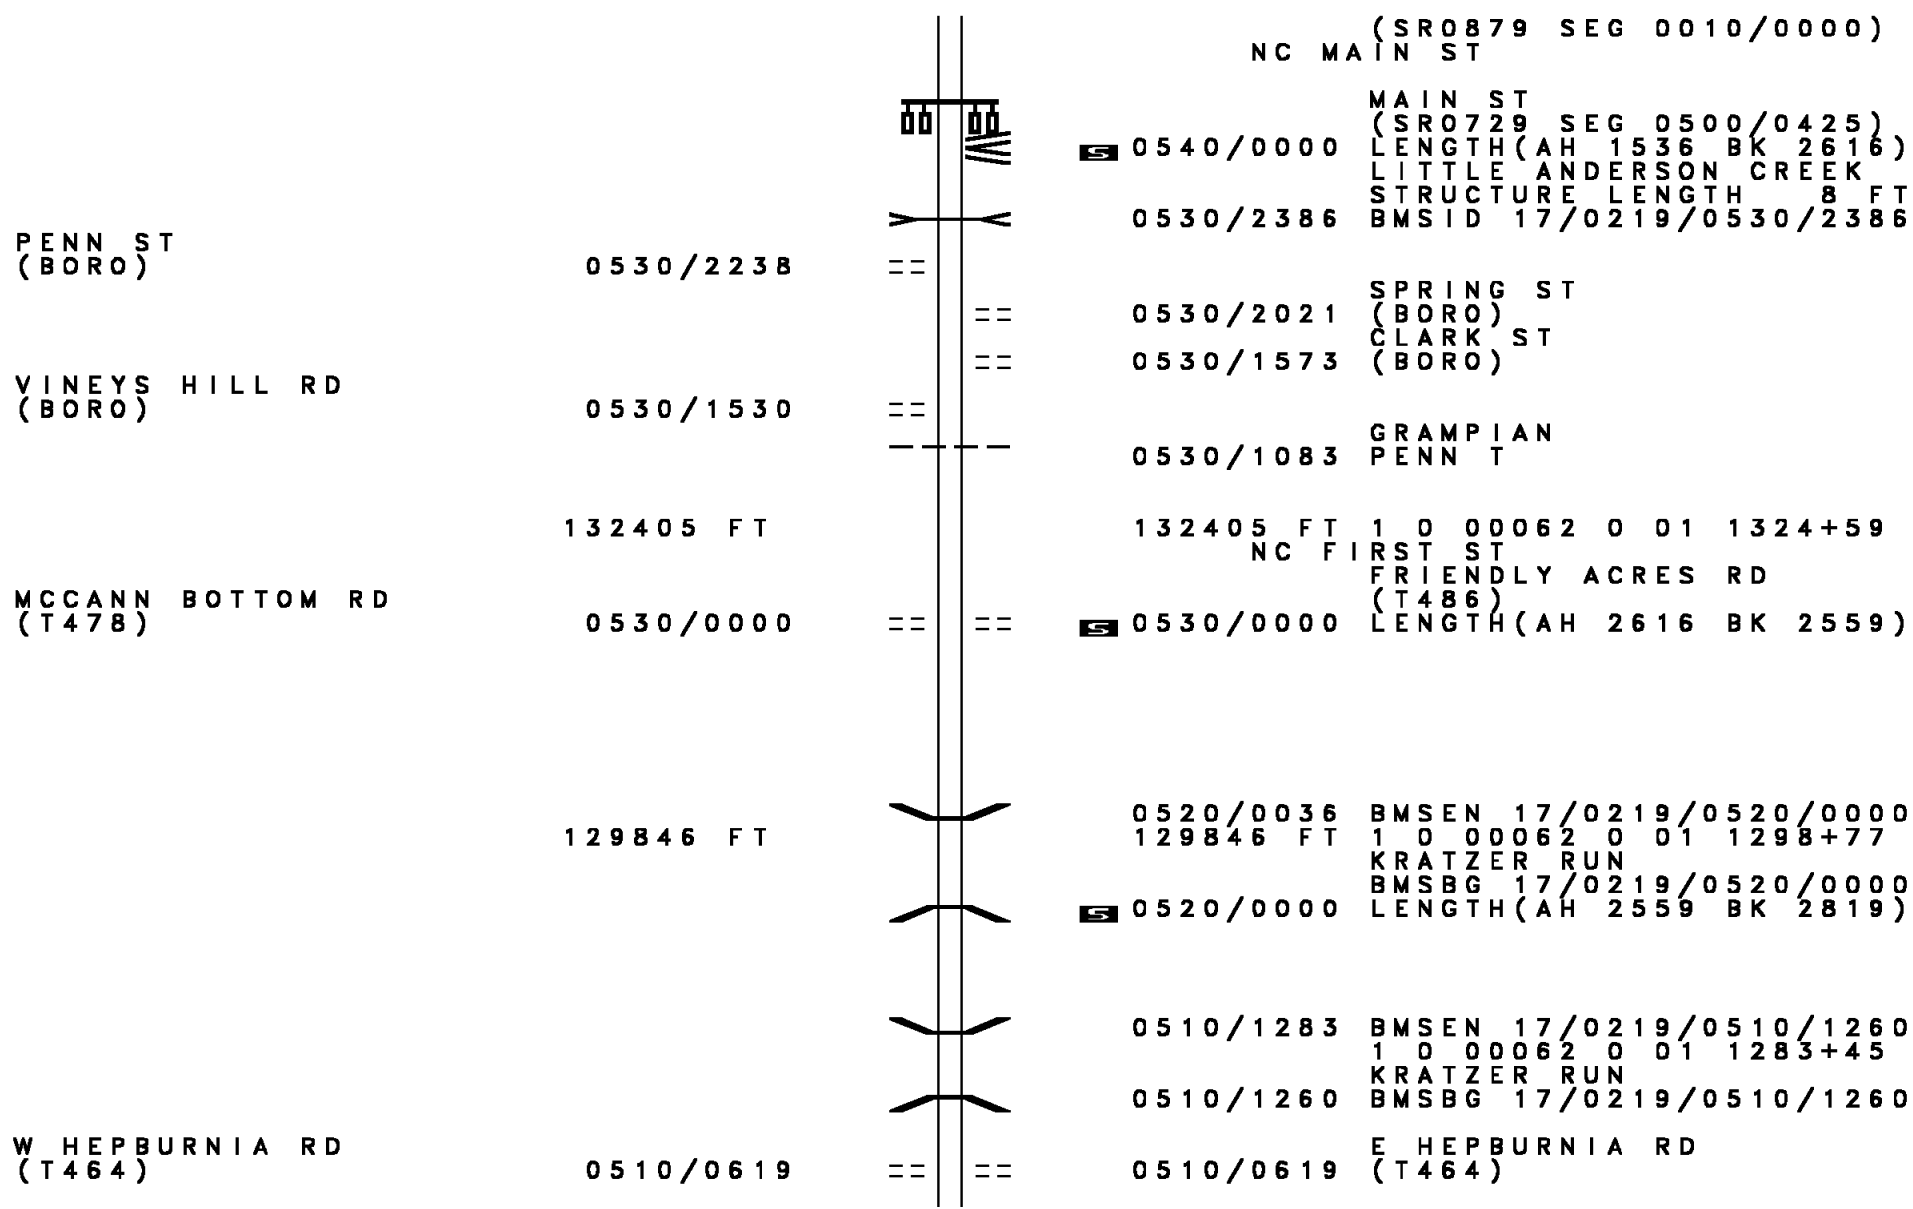 (SR0879 SEG 0010/0000)
NC MAIN ST
MAIN ST
(SR0729 SEG 0500/0425)
S 0540/0000 LENGTH(AH 1536 BK 2616)
LITTLE ANDERSON CREEK
STRUCTURE LENGTH 8 FT
0530/2386 BMSID 17/0219/0530/2386
PENN ST
(BORO) 0530/2238
SPRING ST
0530/2021 (BORO)
CLARK ST
0530/1573 (BORO)
VINEYS HILL RD
(BORO) 0530/1530
GRAMPIAN
0530/1083 PENN T
132405 FT 132405 FT 1 0 00062 0 01 1324+59
NC FIRST ST
FRIENDLY ACRES RD
MCCANN BOTTOM RD (T486)
(T478) 0530/0000 S 0530/0000 LENGTH(AH 2616 BK 2559)
0520/0036 BMSEN 17/0219/0520/0000
129846 FT 129846 FT 1 0 00062 0 01 1298+77
KRATZER RUN
BMSBG 17/0219/0520/0000
S 0520/0000 LENGTH(AH 2559 BK 2819)
0510/1283 BMSEN 17/0219/0510/1260
1 0 00062 0 01 1283+45
KRATZER RUN
0510/1260 BMSBG 17/0219/0510/1260
W HEPBURNIA RD E HEPBURNIA RD
(T464) 0510/0619 0510/0619 (T464)